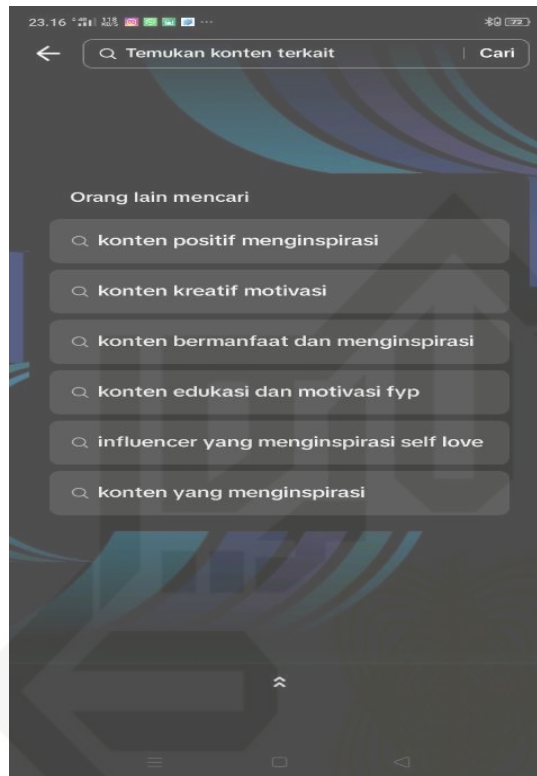 23.16
Temukan konten terkait | Cari
Orang lain mencari
konten positif menginspirasi
konten kreatif motivasi
konten bermanfaat dan menginspirasi
konten edukasi dan motivasi fyp
influencer yang menginspirasi self love
konten yang menginspirasi